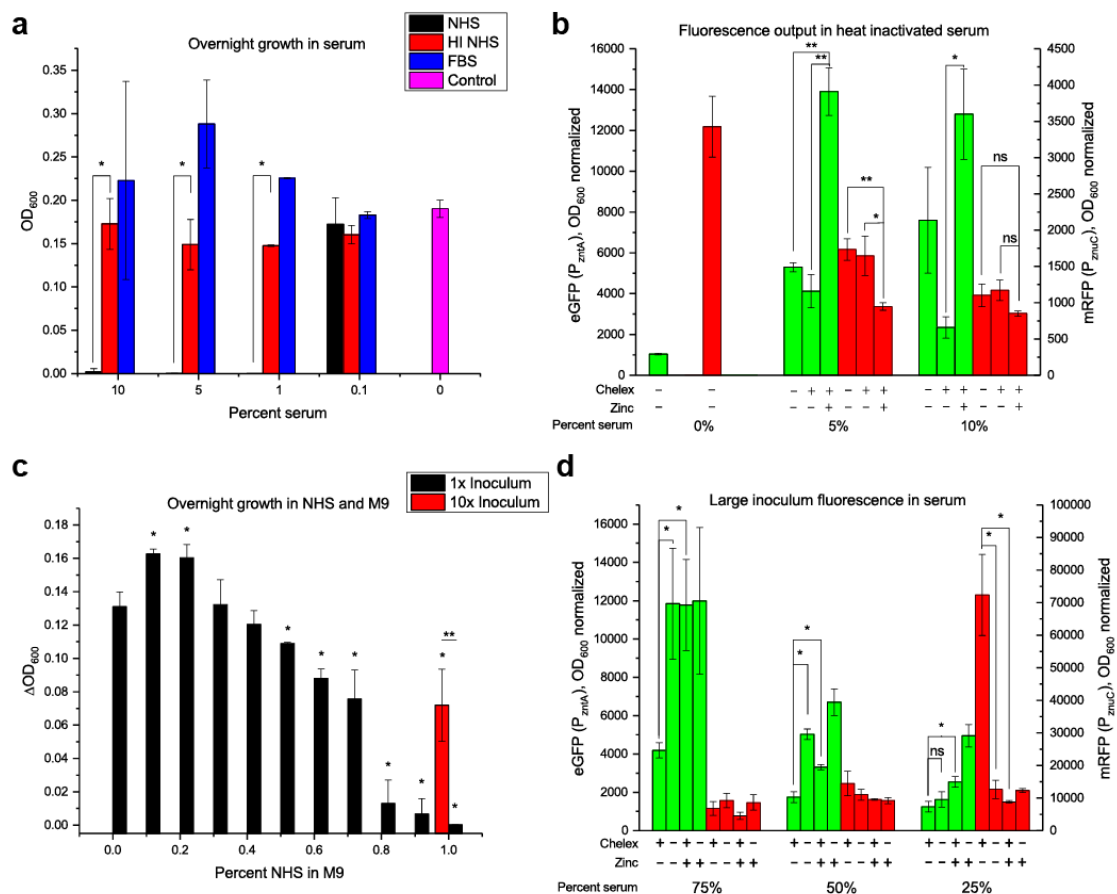 a
Overnight growth in serum
NHS
HI NHS
FBS
Control
OD600
0.35
0.30
0.25
0.20
0.15
0.10
0.05
0.00
* * *
10 5 1 0.1 0
Percent serum
b
Fluorescence output in heat inactivated serum
eGFP (PzntA), OD600 normalized
16000
14000
12000
10000
8000
6000
4000
2000
0
mRFP (PznuC), OD600 normalized
4500
4000
3500
3000
2500
2000
1500
1000
500
0
**
**
**
*
*
ns
ns
Chelex − − − + + − + + − + + − + +
Zinc − − − − + − − + − − + − − +
Percent serum 0% 5% 10%
c
Overnight growth in NHS and M9
1x Inoculum
10x Inoculum
ΔOD600
0.18
0.16
0.14
0.12
0.10
0.08
0.06
0.04
0.02
0.00
* * * * * * * * *
**
0.0 0.2 0.4 0.6 0.8 1.0
Percent NHS in M9
d
Large inoculum fluorescence in serum
eGFP (PzntA), OD600 normalized
16000
14000
12000
10000
8000
6000
4000
2000
0
mRFP (PznuC), OD600 normalized
100000
90000
80000
70000
60000
50000
40000
30000
20000
10000
0
*
*
*
*
*
ns
*
*
Chelex + − + − + − + − + − + − + − + − + − + − + − + −
Zinc − − + + − − + + − − + + − − + + − − + + − − + +
Percent serum 75% 50% 25%